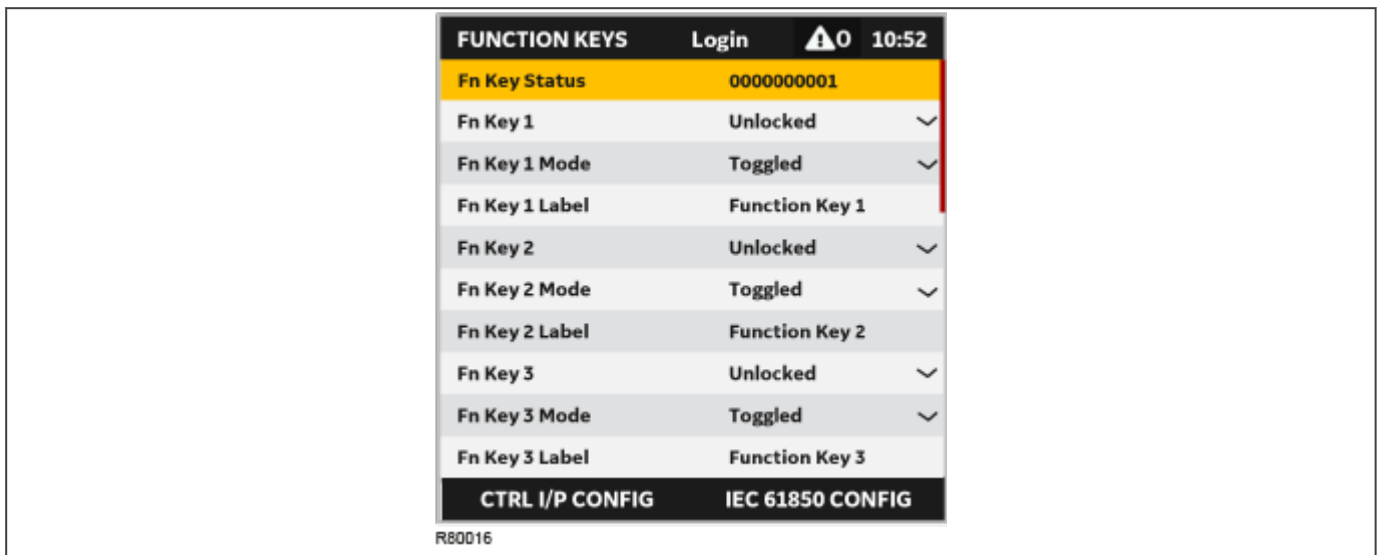 FUNCTION KEYS Login 0 10:52
Fn Key Status 0000000001
Fn Key 1 Unlocked
Fn Key 1 Mode Toggled
Fn Key 1 Label Function Key 1
Fn Key 2 Unlocked
Fn Key 2 Mode Toggled
Fn Key 2 Label Function Key 2
Fn Key 3 Unlocked
Fn Key 3 Mode Toggled
Fn Key 3 Label Function Key 3
CTRL I/P CONFIG IEC 61850 CONFIG
R80016